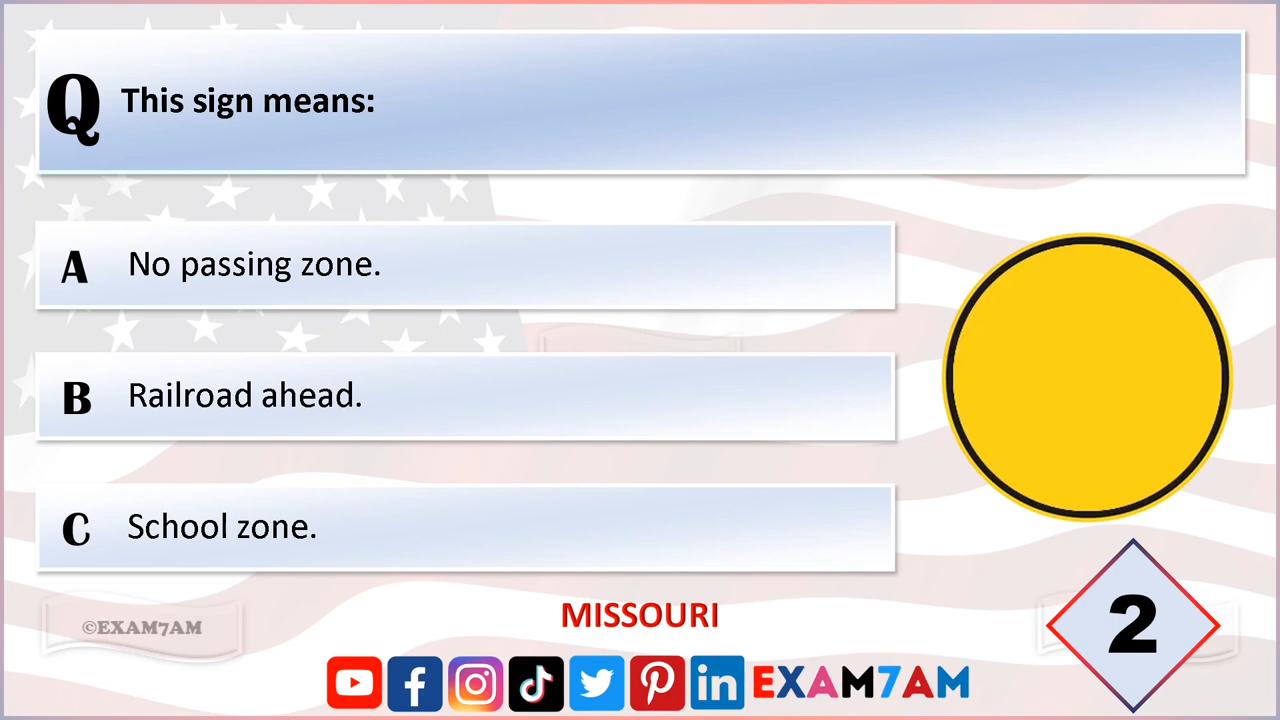 Q This sign means:
A No passing zone.
B Railroad ahead.
C School zone.
MISSOURI
©EXAM7AM
2
EXAM7AM